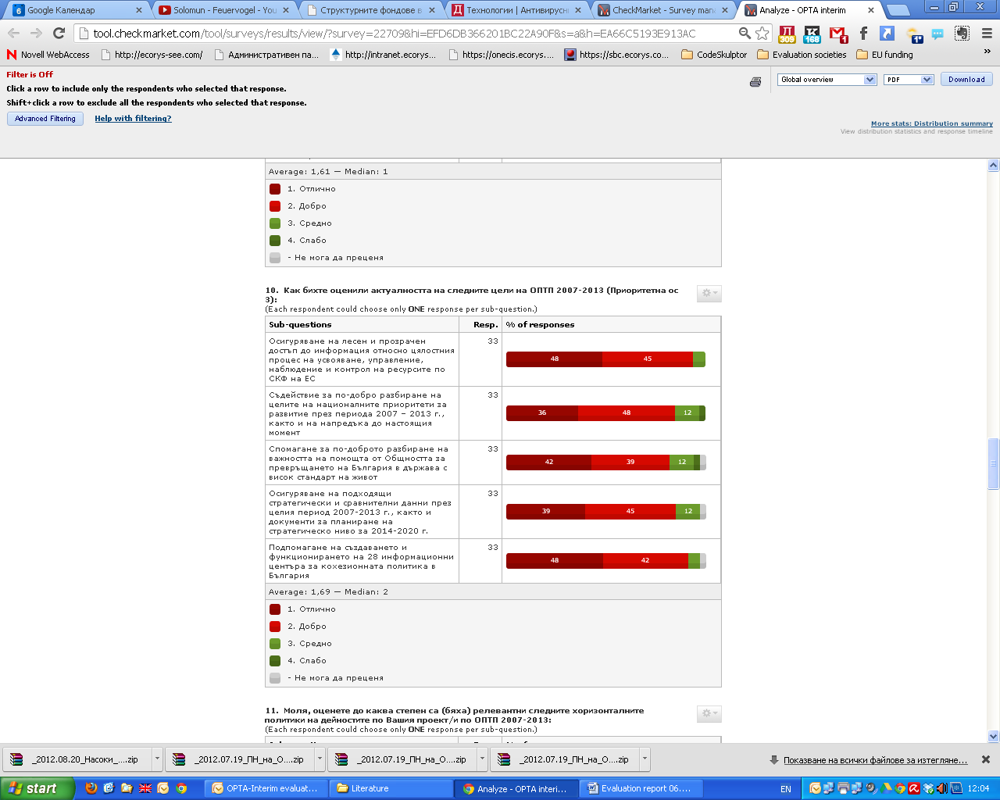 Google Календар
Solomun - Feuervogel - You
Структурните фондове в
Технологии | Антивирусн
CheckMarket - Survey man
Analyze - OPTA interim
tool.checkmarket.com/tool/surveys/results/view/?survey=22709&hi=EFD6DB366201BC22A90F&s=a&h=EA66C5193E913AC
309
168
1
1°
Novell WebAccess
http://ecorys-see.com/
Административен па...
http://intranet.ecorys...
https://onecis.ecorys....
https://sbc.ecorys.co...
CodeSkulptor
Evaluation societies
EU funding
»
Filter is Off
Click a row to include only the respondents who selected that response.
Shift+click a row to exclude all the respondents who selected that response.
Advanced Filtering
Help with filtering?
Global overview
PDF
Download
More stats: Distribution summary
View distribution statistics and response timeline
Average: 1,61 — Median: 1
1. Отлично
2. Добро
3. Средно
4. Слабо
- Не мога да преценя
10. Как бихте оценили актуалността на следните цели на ОПТП 2007-2013 (Приоритетна ос
3):
(Each respondent could choose only ONE response per sub-question.)
Sub-questions Resp. % of responses
Осигуряване на лесен и прозрачен
достъп до информация относно цялостния
процес на усвояване, управление,
наблюдение и контрол на ресурсите по
СКФ на ЕС
33
48 45
Съдействие за по-добро разбиране на
целите на националните приоритети за
развитие през периода 2007 – 2013 г.,
както и на напредъка до настоящия
момент
33
36 48 12
Спомагане за по-доброто разбиране на
важността на помощта от Общността за
превръщането на България в държава с
висок стандарт на живот
33
42 39 12
Осигуряване на подходящи
стратегически и сравнителни данни през
целия период 2007-2013 г., както и
документи за планиране на
стратегическо ниво за 2014-2020 г.
33
39 45 12
Подпомагане на създаването и
функционирането на 28 информационни
центъра за кохезионната политика в
България
33
48 42
Average: 1,69 — Median: 2
1. Отлично
2. Добро
3. Средно
4. Слабо
- Не мога да преценя
11. Моля, оценете до каква степен са (бяха) релевантни следните хоризонталните
политики на дейностите по Вашия проект/и по ОПТП 2007-2013:
(Each respondent could choose only ONE response per sub-question.)
_2012.08.20_Насоки_....zip
_2012.07.19_ПН_на_О....zip
_2012.07.19_ПН_на_О....zip
_2012.07.19_ПН_на_О....zip
Показване на всички файлове за изтегляне...
start
OPTA-Interim evaluat...
Literature
Analyze - OPTA interi...
Evaluation report 06....
EN
12:04